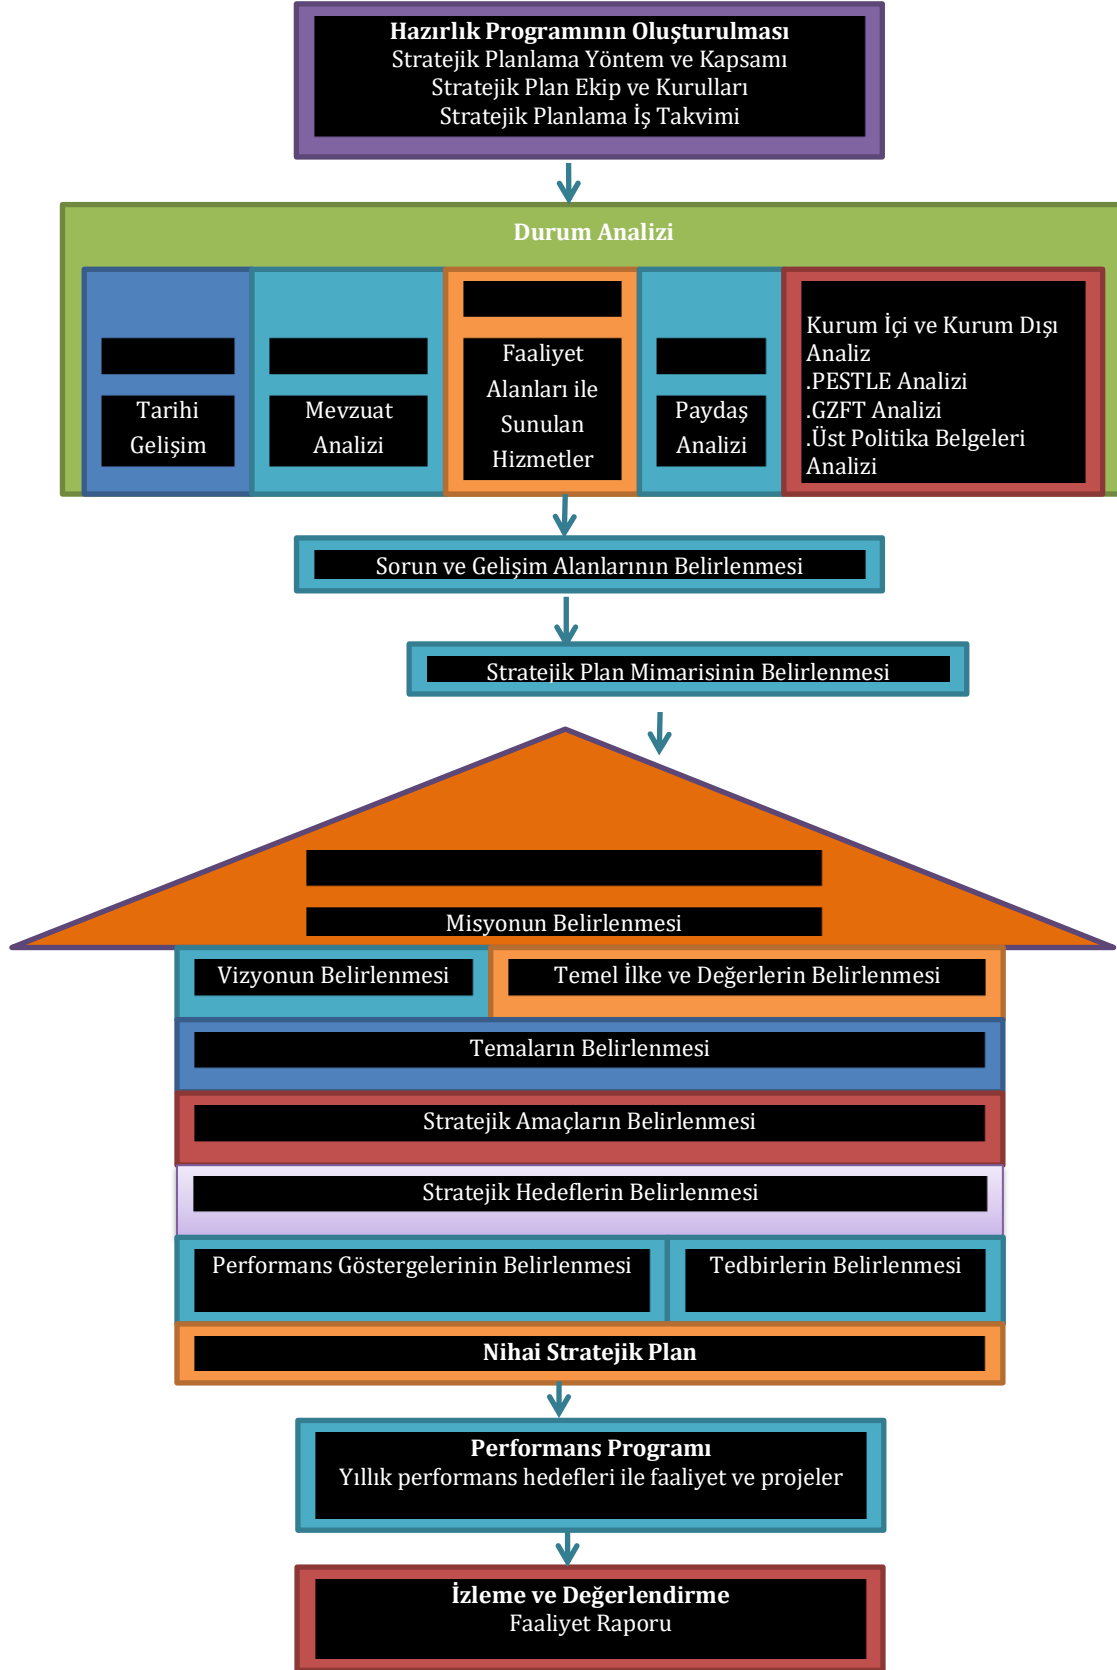 Hazırlık Programının Oluşturulması
Stratejik Planlama Yöntem ve Kapsamı
Stratejik Plan Ekip ve Kurulları
Stratejik Planlama İş Takvimi
Durum Analizi
Tarihi
Gelişim
Mevzuat
Analizi
Faaliyet
Alanları ile
Sunulan
Hizmetler
Paydaş
Analizi
Kurum İçi ve Kurum Dışı
Analiz
.PESTLE Analizi
.GZFT Analizi
.Üst Politika Belgeleri
Analizi
Sorun ve Gelişim Alanlarının Belirlenmesi
Stratejik Plan Mimarisinin Belirlenmesi
Misyonun Belirlenmesi
Vizyonun Belirlenmesi
Temel İlke ve Değerlerin Belirlenmesi
Temaların Belirlenmesi
Stratejik Amaçların Belirlenmesi
Stratejik Hedeflerin Belirlenmesi
Performans Göstergelerinin Belirlenmesi
Tedbirlerin Belirlenmesi
Nihai Stratejik Plan
Performans Programı
Yıllık performans hedefleri ile faaliyet ve projeler
İzleme ve Değerlendirme
Faaliyet Raporu